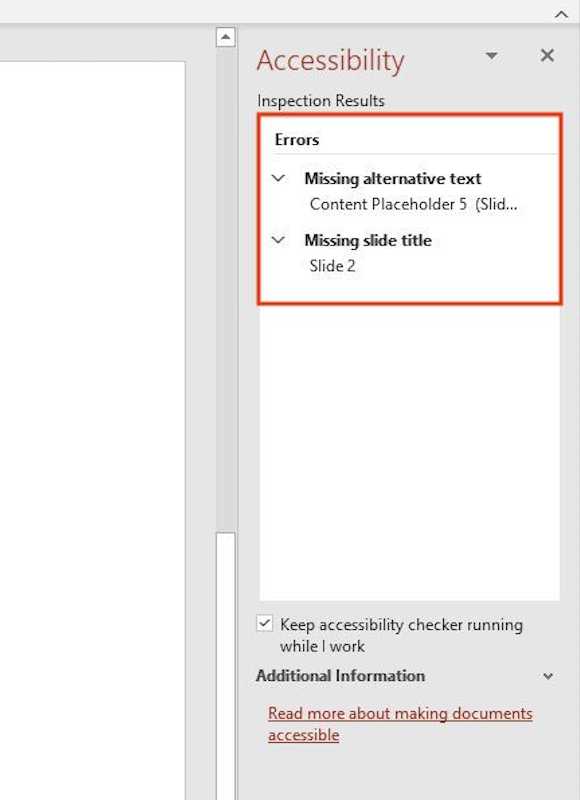 Accessibility
Inspection Results
Errors
Missing alternative text
Content Placeholder 5 (Slid...
Missing slide title
Slide 2
Keep accessibility checker running
while I work
Additional Information
Read more about making documents
accessible